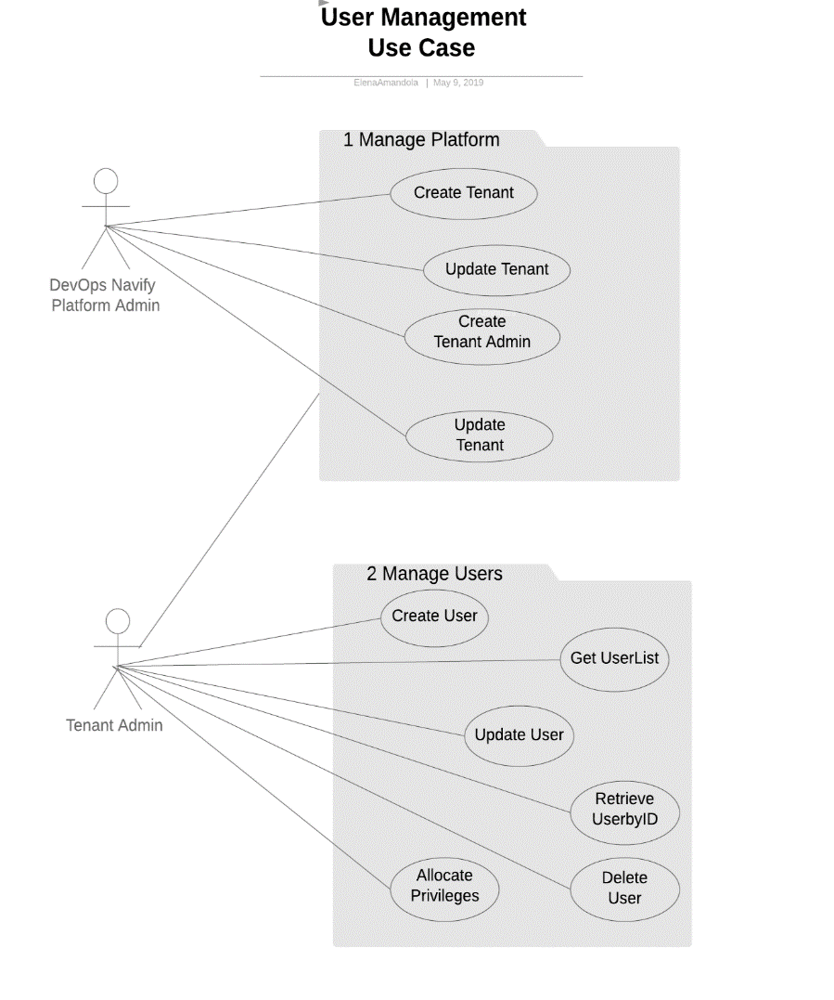 User Management
Use Case
ElenaAmandola | May 9, 2019
1 Manage Platform
Create Tenant
Update Tenant
Create
Tenant Admin
Update
Tenant
DevOps Navify
Platform Admin
2 Manage Users
Create User
Get UserList
Update User
Retrieve
UserbyID
Allocate
Privileges
Delete
User
Tenant Admin